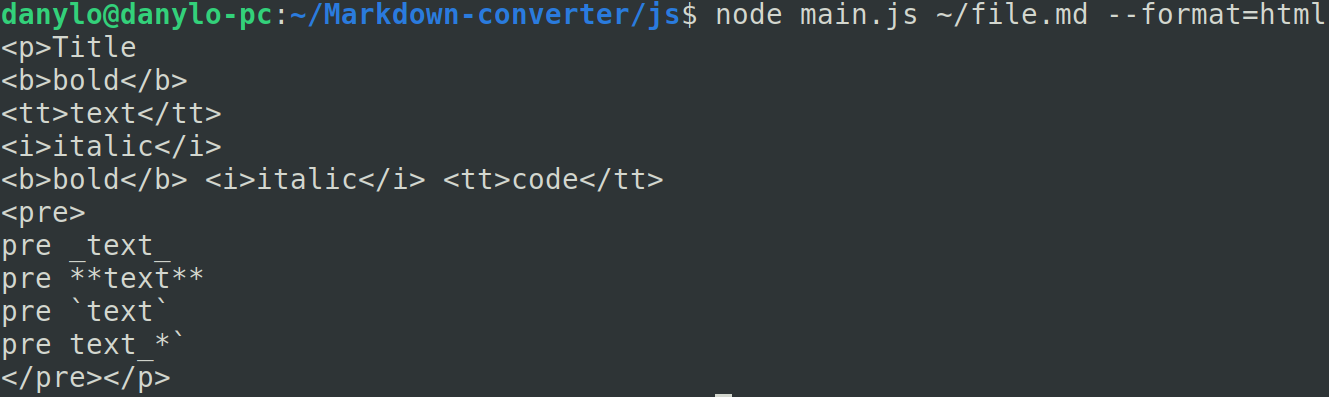 danylo@danylo-pc:~/Markdown-converter/js$ node main.js ~/file.md --format=html
<p>Title
<b>bold</b>
<tt>text</tt>
<i>italic</i>
<b>bold</b> <i>italic</i> <tt>code</tt>
<pre>
pre _text_
pre **text**
pre `text`
pre text_*`
</pre></p>